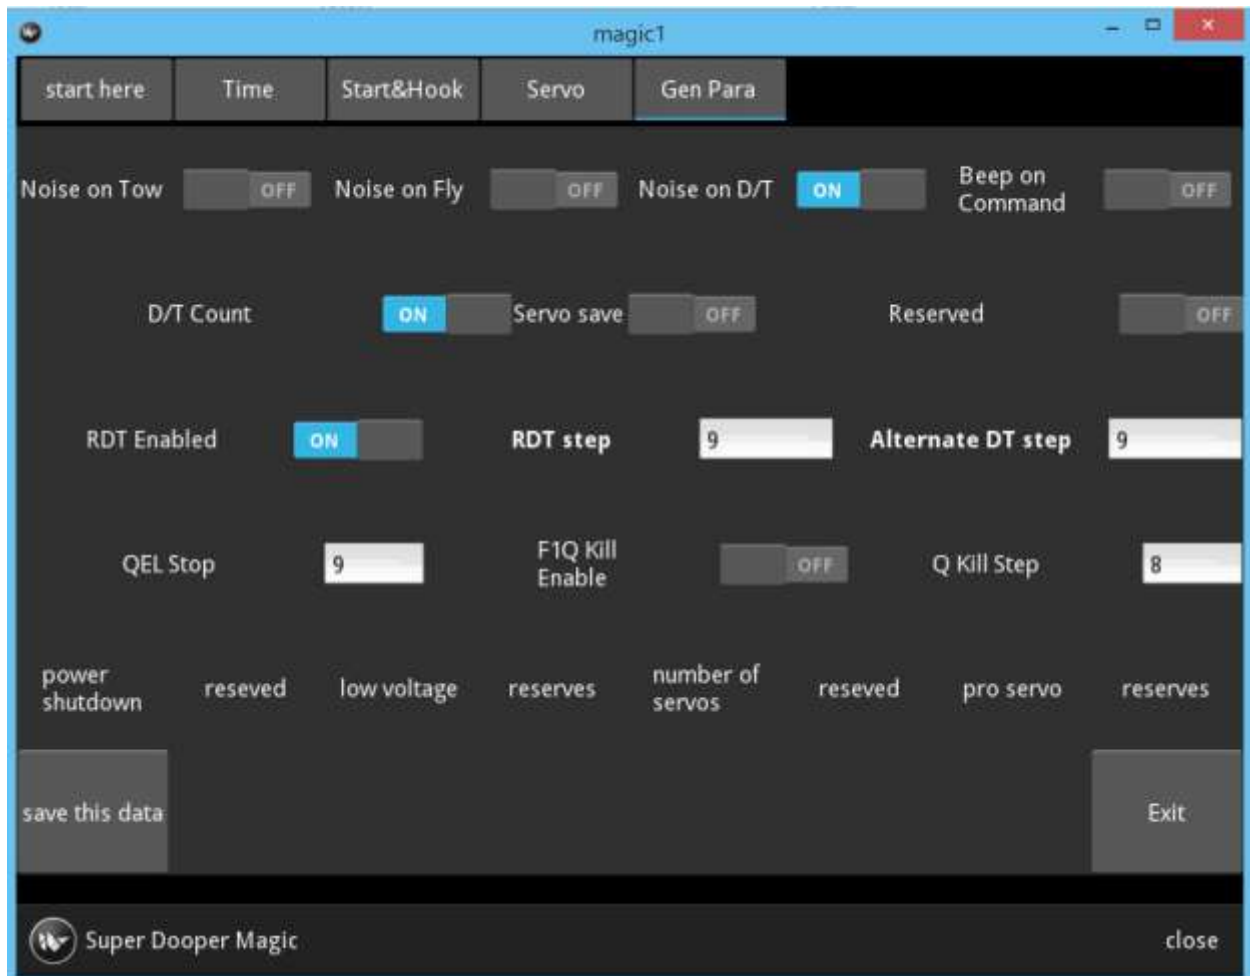 magic1
start here Time Start&Hook Servo Gen Para
Noise on Tow OFF Noise on Fly OFF Noise on D/T ON Beep on Command OFF
D/T Count ON Servo save OFF Reserved OFF
RDT Enabled ON RDT step 9 Alternate DT step 9
QEL Stop 9 F1Q Kill Enable OFF Q Kill Step 8
power shutdown reseved low voltage reserves number of servos reseved pro servo reserves
save this data Exit
Super Dooper Magic close